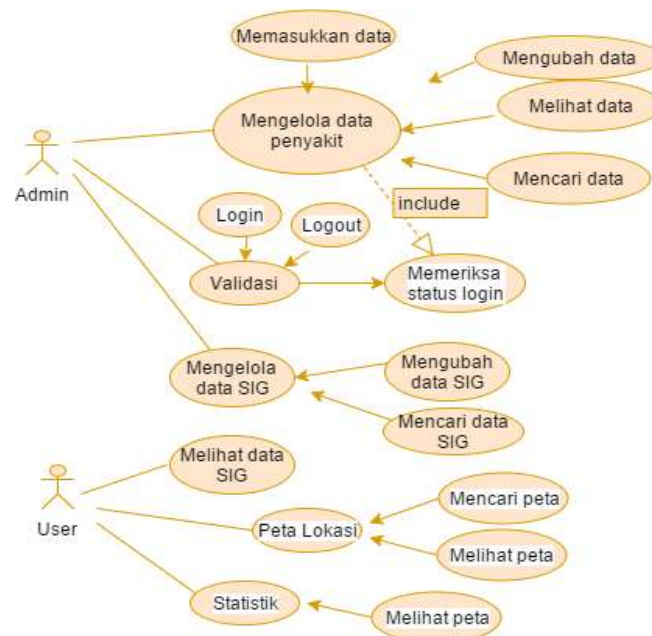 Memasukkan data
Mengubah data
Melihat data
Mengelola data
penyakit
Mencari data
Admin
include
Login
Logout
Validasi
Memeriksa
status login
Mengelola
data SIG
Mengubah
data SIG
Mencari data
SIG
Melihat data
SIG
User
Mencari peta
Peta Lokasi
Melihat peta
Statistik
Melihat peta